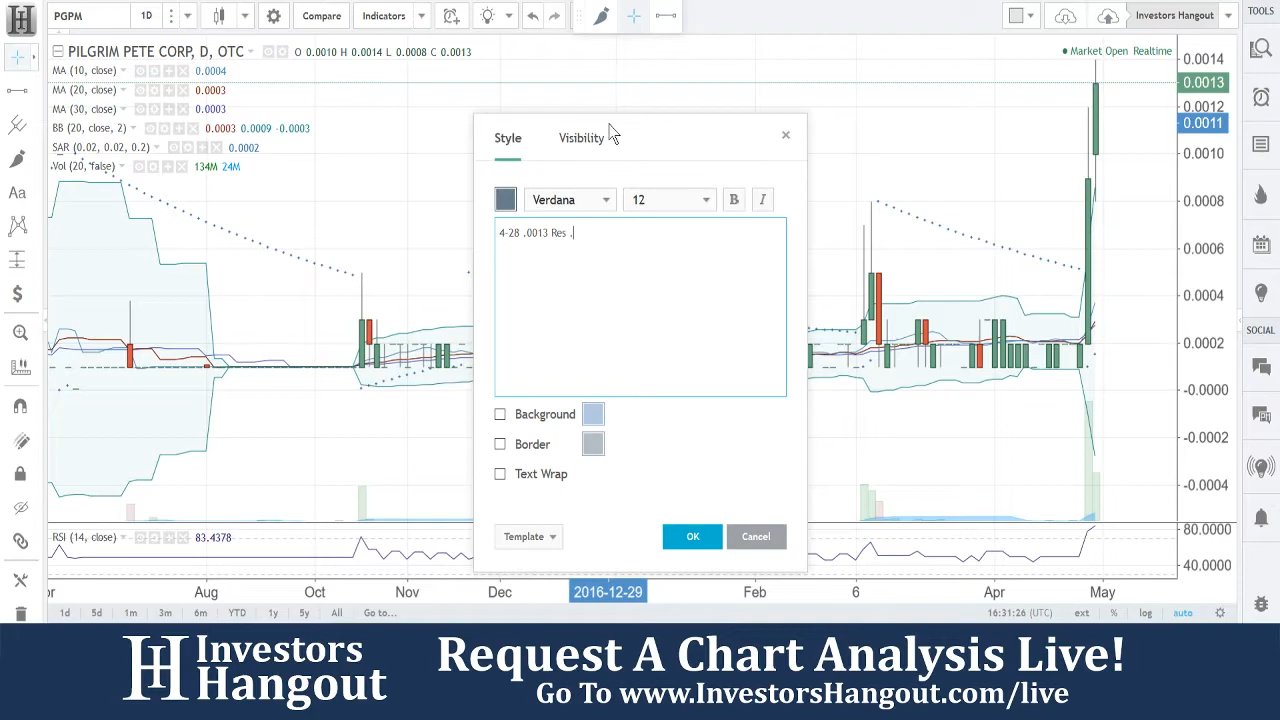 PGPM 1D Compare Indicators Investors Hangout TOOLS
PILGRIM PETE CORP, D, OTC O 0.0010 H 0.0014 L 0.0008 C 0.0013
Market Open Realtime
MA (10, close) 0.0004
MA (20, close) 0.0003
MA (30, close) 0.0003
BB (20, close, 2) 0.0003 0.0009 -0.0003
SAR (0.02, 0.02, 0.2) 0.0002
Vol (20, false) 134M 24M
Style Visibility
Verdana 12 B I
4-28 .0013 Res .
Background
Border
Text Wrap
Template OK Cancel
0.0014
0.0013
0.0012
0.0011
0.0010
0.0008
0.0006
0.0004
0.0002
-0.0000
-0.0002
-0.0004
SOCIAL
RSI (14, close) 83.4378
80.0000
40.0000
Aug Oct Nov Dec 2016-12-29 Feb 6 Apr May
1d 5d 1m 3m 6m YTD 1y 5y All Go to... 16:31:26 (UTC) ext % log auto
Aa
$
H Investors Hangout
Request A Chart Analysis Live!
Go To www.InvestorsHangout.com/live